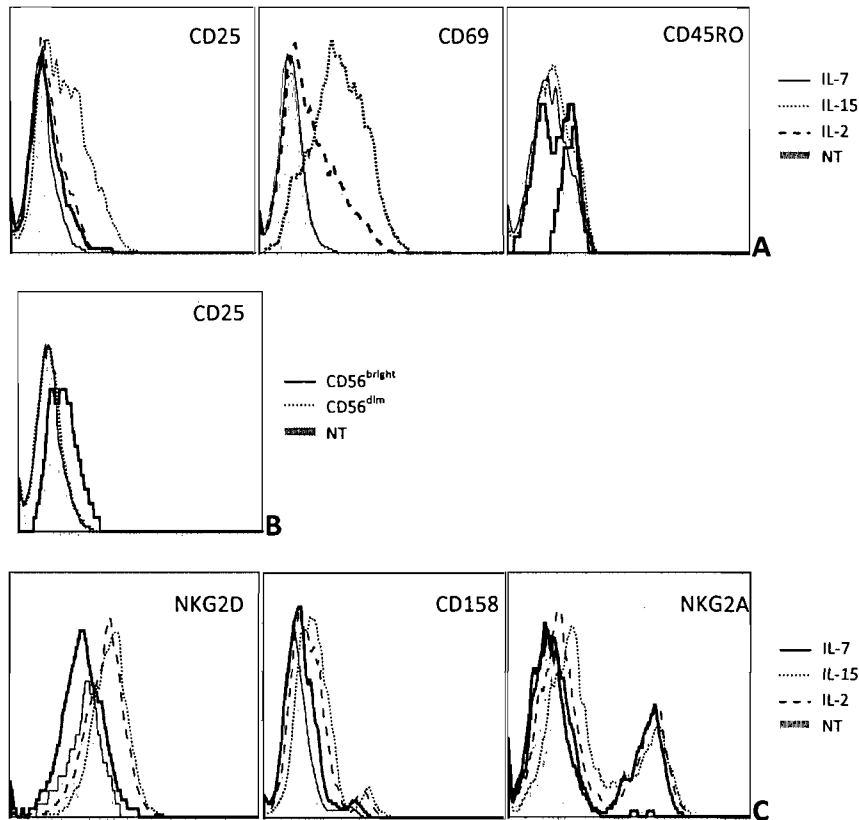 CD25
CD69
CD45RO
IL-7
IL-15
IL-2
NT
A
CD25
CD56bright
CD56dim
NT
B
NKG2D
CD158
NKG2A
IL-7
IL-15
IL-2
NT
C